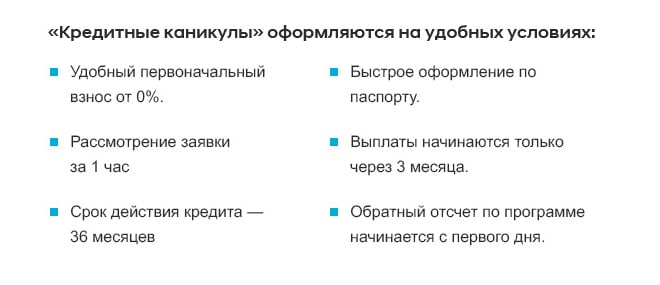 «Кредитные каникулы» оформляются на удобных условиях:
Удобный первоначальный
взнос от 0%.
Рассмотрение заявки
за 1 час
Срок действия кредита —
36 месяцев
Быстрое оформление по
паспорту.
Выплаты начинаются только
через 3 месяца.
Обратный отсчет по программе
начинается с первого дня.